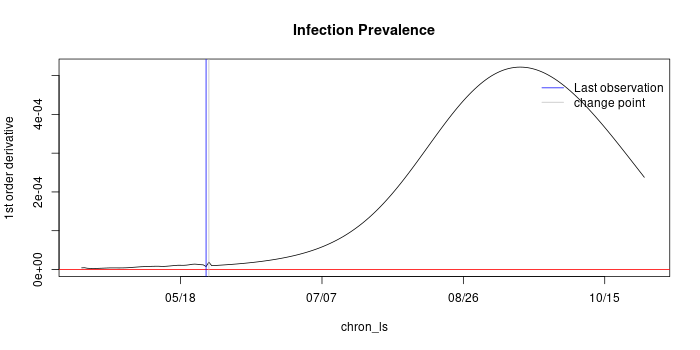 Infection Prevalence
1st order derivative
0e+00
2e-04
4e-04
Last observation
change point
05/18
07/07
08/26
10/15
chron_ls